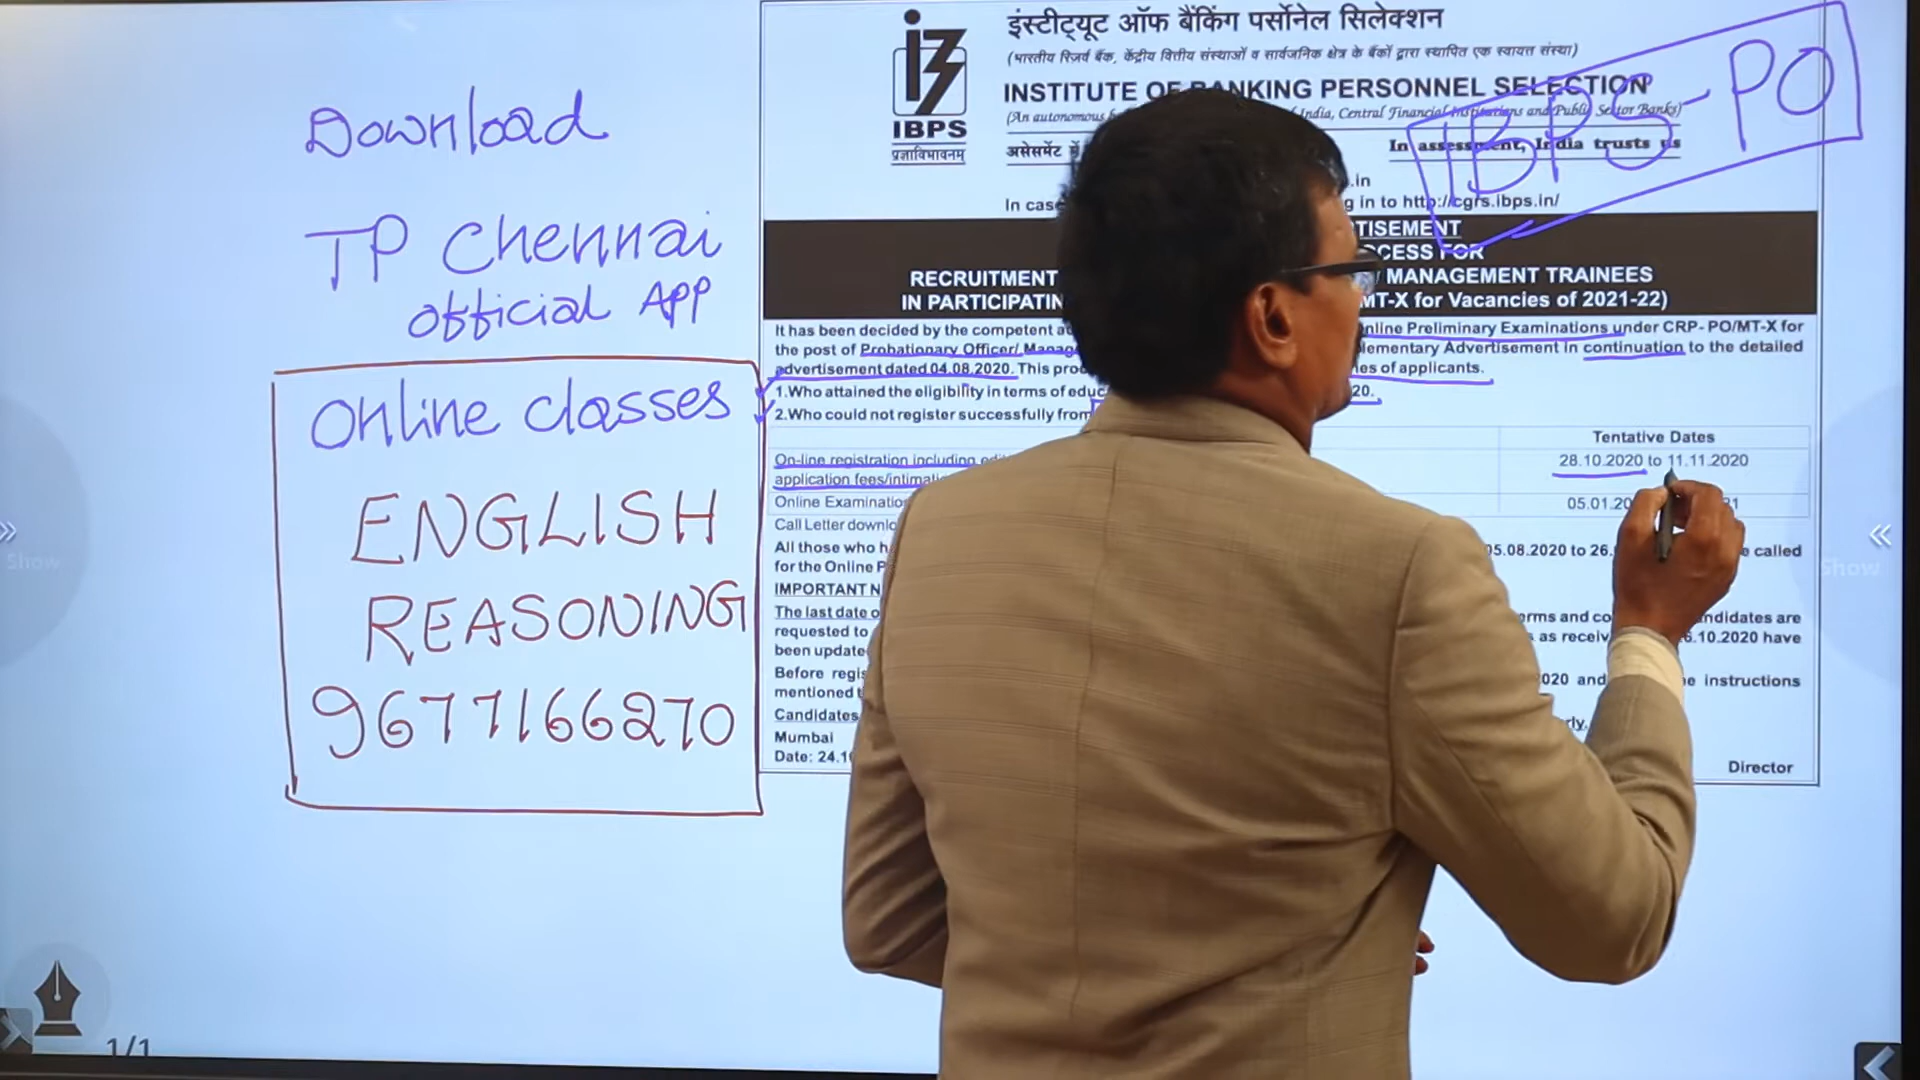 Download
TP Chennai
official APP
Online classes
ENGLISH
REASONING
9677166270
Show
1/1
IBPS
प्रज्ञाविभावनम्
इंस्टीट्यूट ऑफ बैंकिंग पर्सोनेल सिलेक्शन
(भारतीय रिज़र्व बैंक, केंद्रीय वित्तीय संस्थाओं व सार्वजनिक क्षेत्र के बैंकों द्वारा स्थापित एक स्वायत्त संस्था)
INSTITUTE OF BANKING PERSONNEL SELECTION
(An autonomous India, Central Financial Institutions and Public Sector Banks)
असेसमेंट में In assessment, India trusts us
IBPS-PO
.in
In case g in to http://cgrs.ibps.in/
TISEMENT
CESS FOR
RECRUITMENT MANAGEMENT TRAINEES
IN PARTICIPATIN MT-X for Vacancies of 2021-22)
It has been decided by the competent nline Preliminary Examinations under CRP- PO/MT-X for
the post of Probationary Officer/ Manag lementary Advertisement in continuation to the detailed
advertisement dated 04.08.2020. This proc ies of applicants.
1.Who attained the eligibility in terms of educ 20.
2.Who could not register successfully from
Tentative Dates
On-line registration including 28.10.2020 to 11.11.2020
application fees/intimati
Online Examinatio 05.01.20
Call Letter downlo
All those who h 05.08.2020 to 26. called
for the Online P
IMPORTANT N
The last date o rms and co ndidates are
requested to as receiv 6.10.2020 have
been update
Before regis 2020 and e instructions
mentioned t
Candidates rly.
Mumbai
Date: 24.1 Director
Show